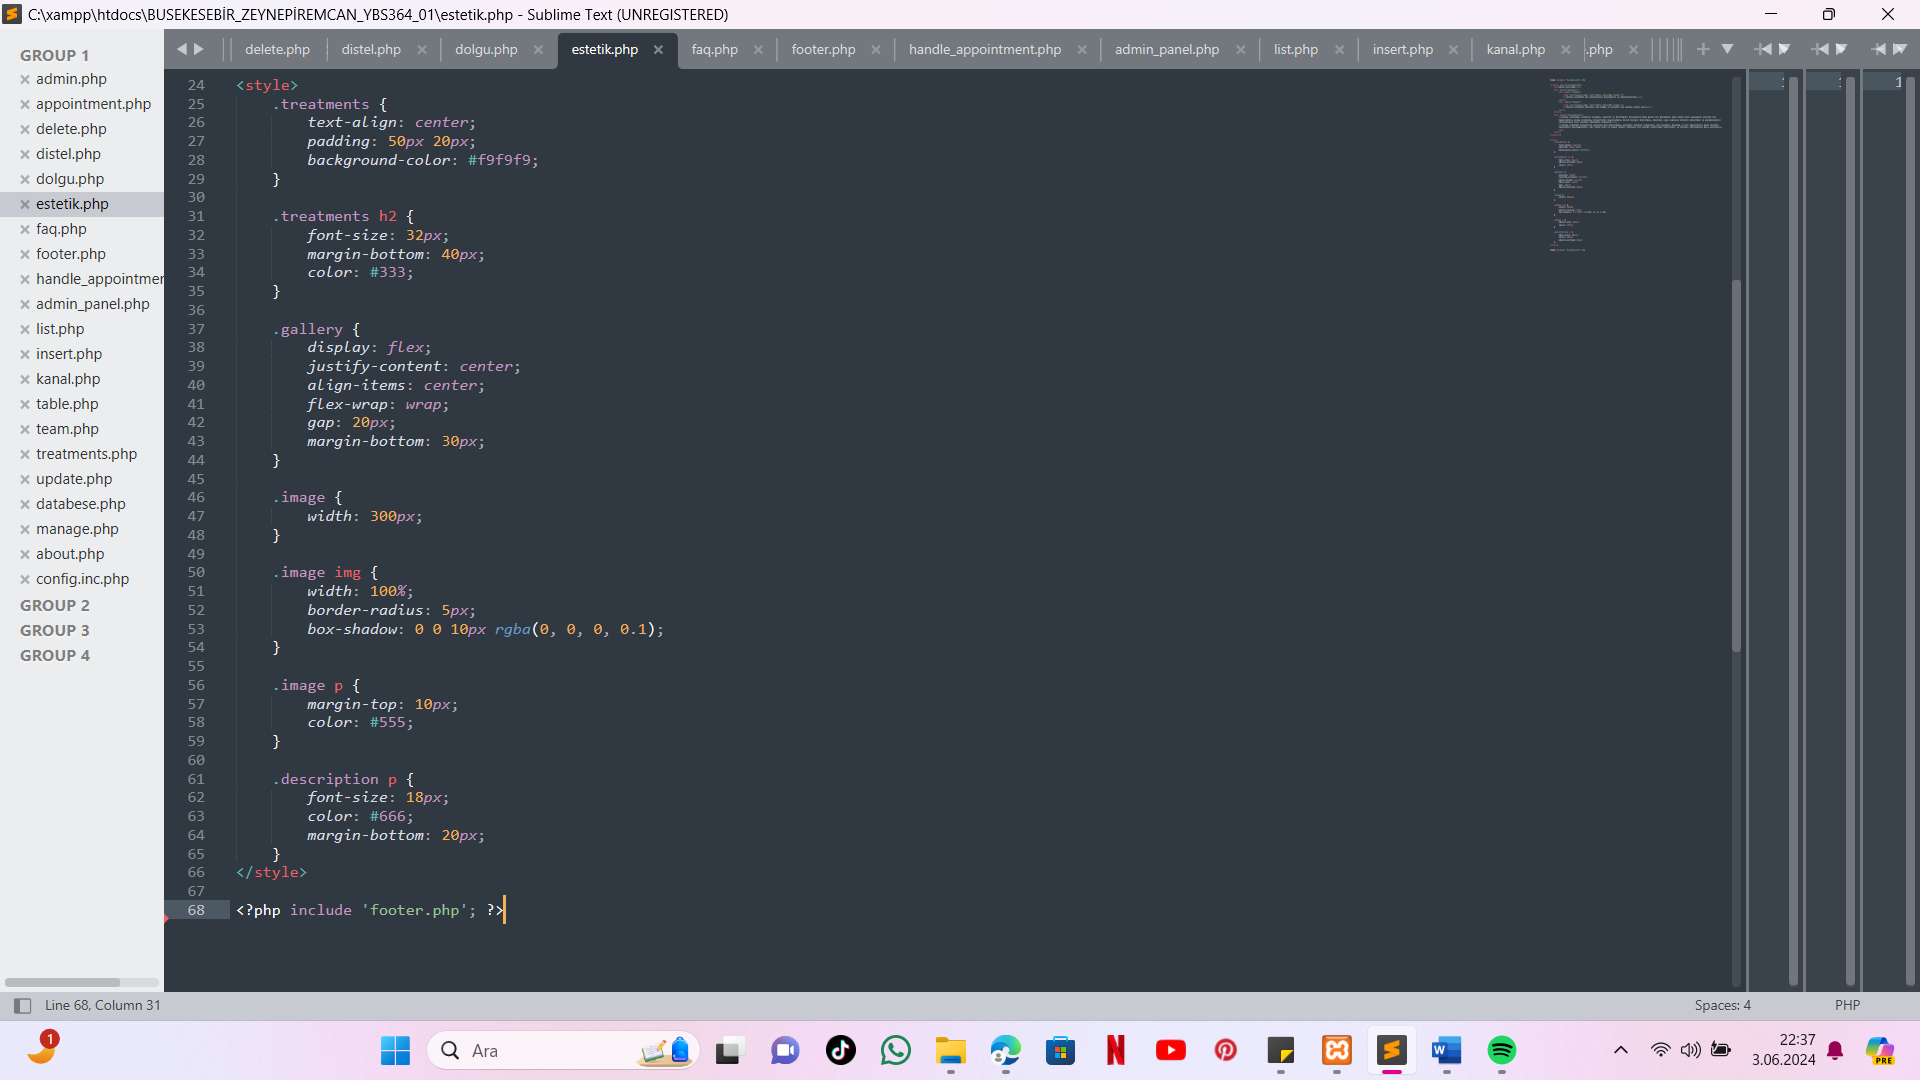 C:\xampp\htdocs\BUSEKESEBİR_ZEYNEPİREMCAN_YBS364_01\estetik.php - Sublime Text (UNREGISTERED)
GROUP 1
admin.php
appointment.php
delete.php
distel.php
dolgu.php
estetik.php
faq.php
footer.php
handle_appointmer
admin_panel.php
list.php
insert.php
kanal.php
table.php
team.php
treatments.php
update.php
databese.php
manage.php
about.php
config.inc.php
GROUP 2
GROUP 3
GROUP 4
delete.php distel.php dolgu.php estetik.php faq.php footer.php handle_appointment.php admin_panel.php list.php insert.php kanal.php .php
24 <style>
25 .treatments {
26 text-align: center;
27 padding: 50px 20px;
28 background-color: #f9f9f9;
29 }
30
31 .treatments h2 {
32 font-size: 32px;
33 margin-bottom: 40px;
34 color: #333;
35 }
36
37 .gallery {
38 display: flex;
39 justify-content: center;
40 align-items: center;
41 flex-wrap: wrap;
42 gap: 20px;
43 margin-bottom: 30px;
44 }
45
46 .image {
47 width: 300px;
48 }
49
50 .image img {
51 width: 100%;
52 border-radius: 5px;
53 box-shadow: 0 0 10px rgba(0, 0, 0, 0.1);
54 }
55
56 .image p {
57 margin-top: 10px;
58 color: #555;
59 }
60
61 .description p {
62 font-size: 18px;
63 color: #666;
64 margin-bottom: 20px;
65 }
66 </style>
67
68 <?php include 'footer.php'; ?>
1
Line 68, Column 31
Spaces: 4
PHP
1
Ara
22:37
3.06.2024
PRE